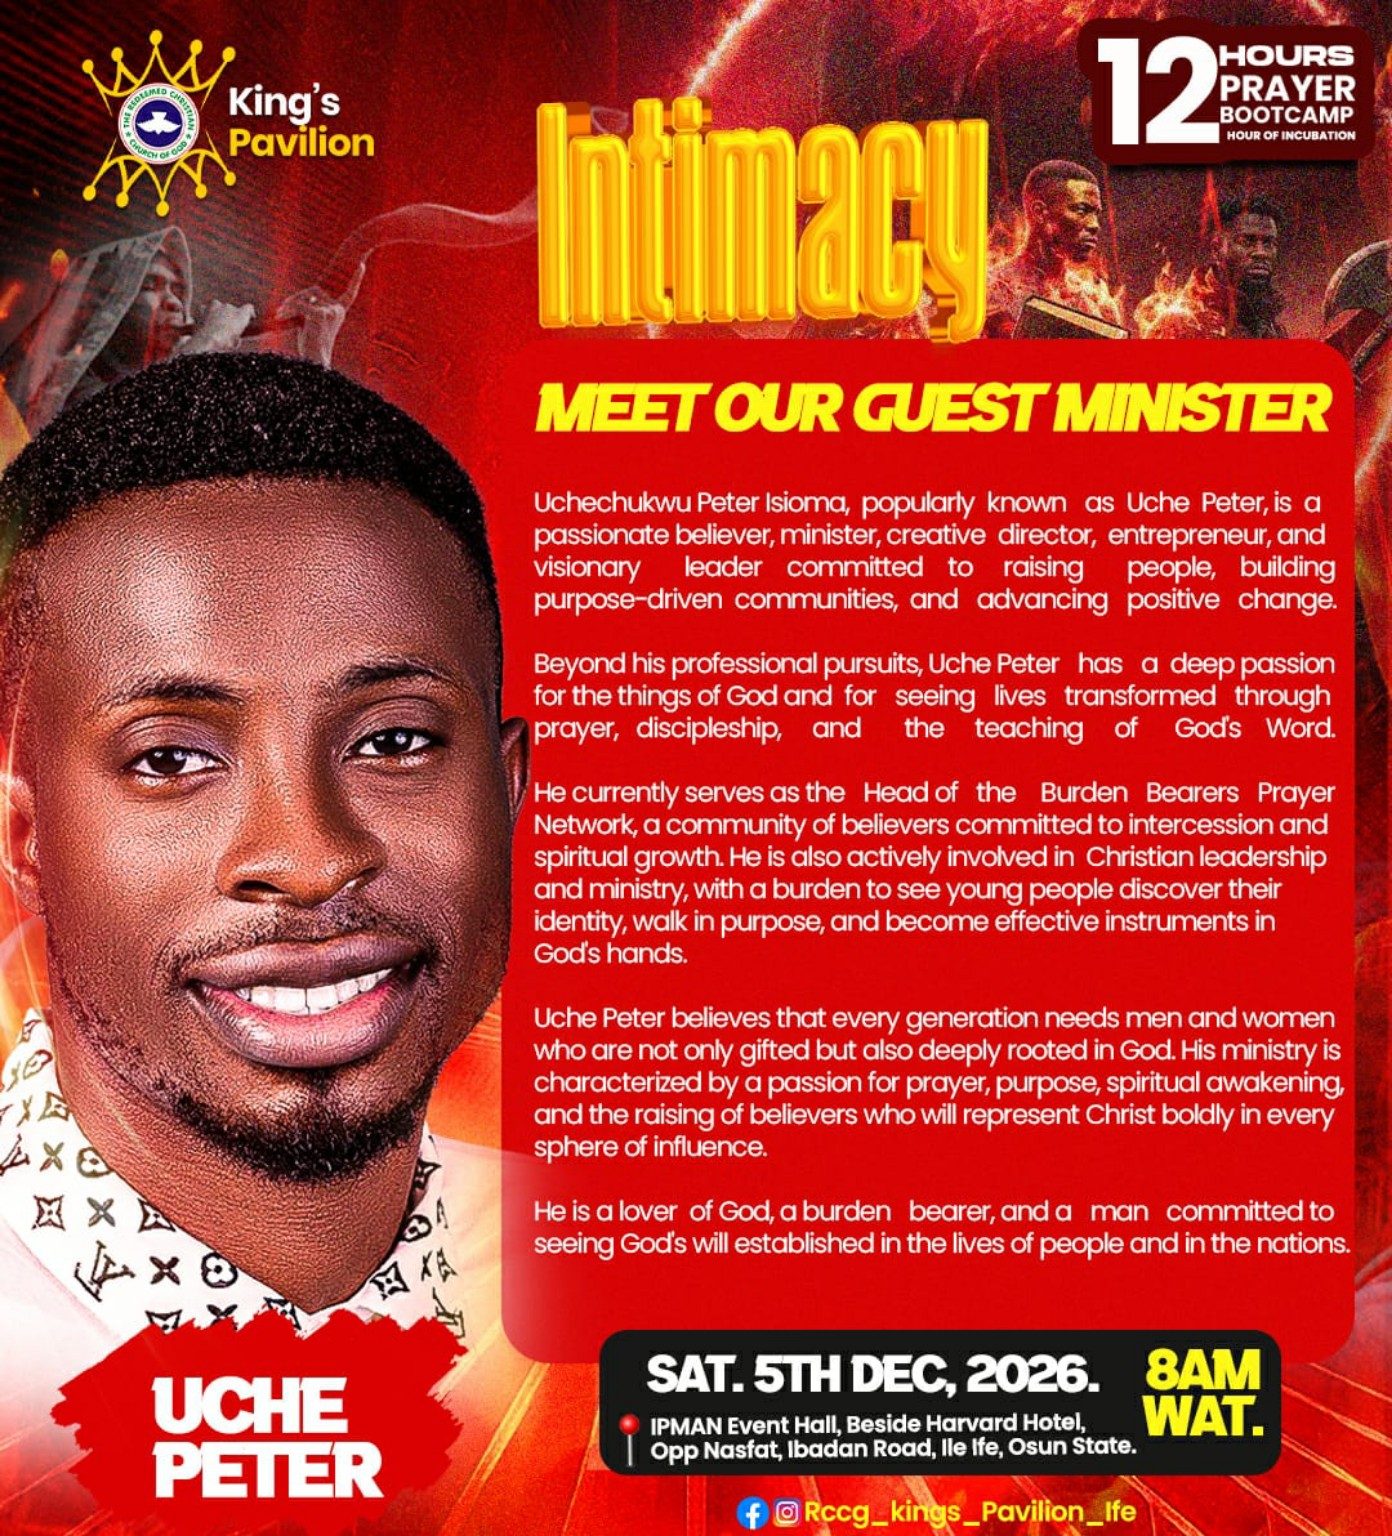 THE REDEEMED CHRISTIAN
CHURCH OF GOD
King's
Pavilion
12
HOURS
PRAYER
BOOTCAMP
HOUR OF INCUBATION
Intimacy
MEET OUR GUEST MINISTER
Uchechukwu Peter Isioma, popularly known as Uche Peter, is a
passionate believer, minister, creative director, entrepreneur, and
visionary leader committed to raising people, building
purpose-driven communities, and advancing positive change.
Beyond his professional pursuits, Uche Peter has a deep passion
for the things of God and for seeing lives transformed through
prayer, discipleship, and the teaching of God's Word.
He currently serves as the Head of the Burden Bearers Prayer
Network, a community of believers committed to intercession and
spiritual growth. He is also actively involved in Christian leadership
and ministry, with a burden to see young people discover their
identity, walk in purpose, and become effective instruments in
God's hands.
Uche Peter believes that every generation needs men and women
who are not only gifted but also deeply rooted in God. His ministry is
characterized by a passion for prayer, purpose, spiritual awakening,
and the raising of believers who will represent Christ boldly in every
sphere of influence.
He is a lover of God, a burden bearer, and a man committed to
seeing God's will established in the lives of people and in the nations.
UCHE
PETER
SAT. 5TH DEC, 2026.
8AM
WAT.
IPMAN Event Hall, Beside Harvard Hotel,
Opp Nasfat, Ibadan Road, Ile Ife, Osun State.
Rccg_kings_Pavilion_Ife